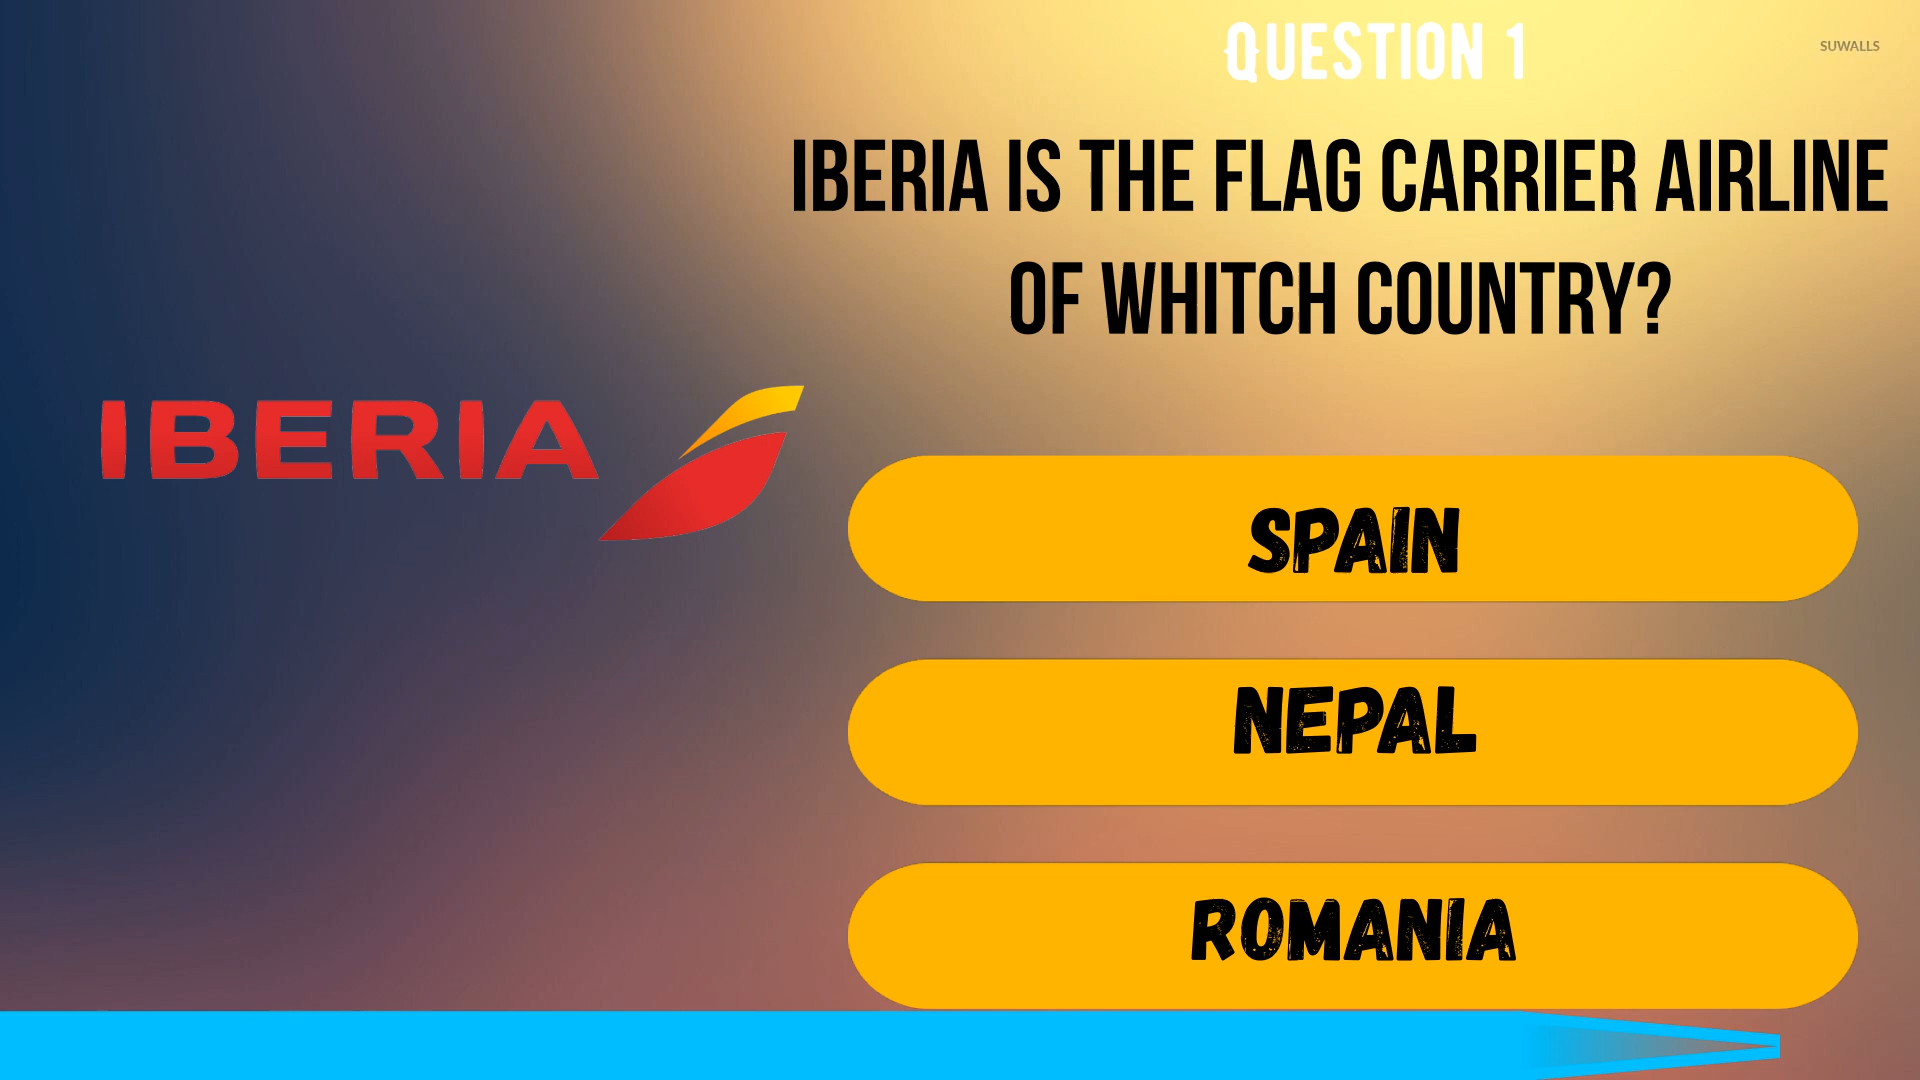 QUESTION 1
SUWALLS
IBERIA IS THE FLAG CARRIER AIRLINE
OF WHITCH COUNTRY?
IBERIA
SPAIN
NEPAL
ROMANIA